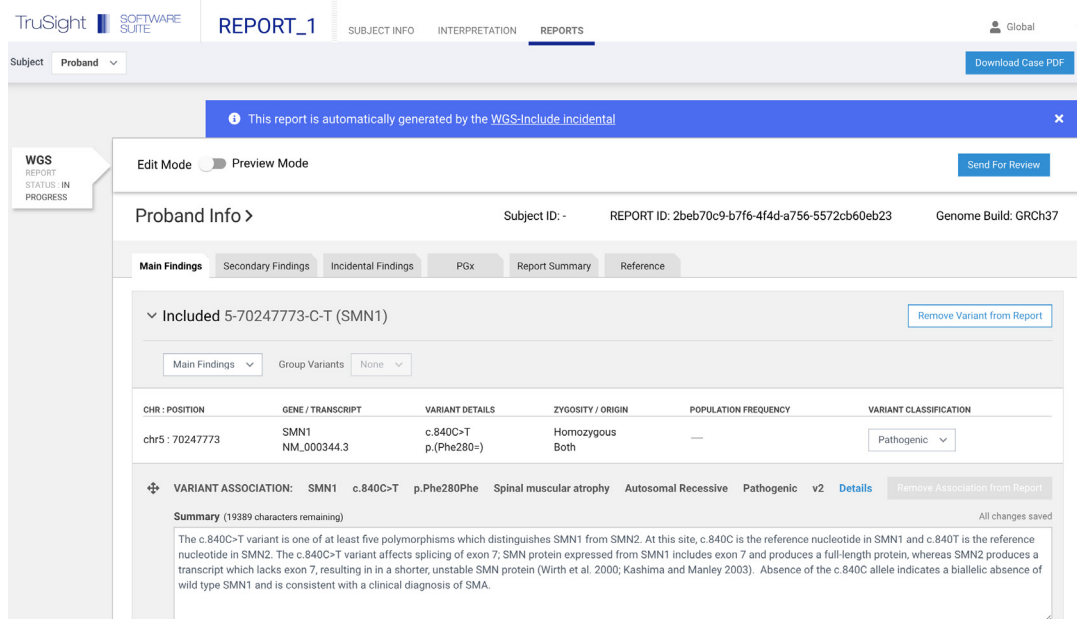 TruSight SOFTWARE SUITE REPORT_1 SUBJECT INFO INTERPRETATION REPORTS Global
Subject Proband Download Case PDF
This report is automatically generated by the WGS-Include incidental
WGS
REPORT
STATUS : IN
PROGRESS
Edit Mode Preview Mode Send For Review
Proband Info Subject ID: - REPORT ID: 2beb70c9-b7f6-4f4d-a756-5572cb60eb23 Genome Build: GRCh37
Main Findings Secondary Findings Incidental Findings PGx Report Summary Reference
Included 5-70247773-C-T (SMN1) Remove Variant from Report
Main Findings Group Variants None
CHR : POSITION GENE / TRANSCRIPT VARIANT DETAILS ZYGOSITY / ORIGIN POPULATION FREQUENCY VARIANT CLASSIFICATION
chr5 : 70247773 SMN1 c.840C>T Homozygous — Pathogenic
NM_000344.3 p.(Phe280=) Both
VARIANT ASSOCIATION: SMN1 c.840C>T p.Phe280Phe Spinal muscular atrophy Autosomal Recessive Pathogenic v2 Details Remove Association from Report
Summary (19389 characters remaining) All changes saved
The c.840C>T variant is one of at least five polymorphisms which distinguishes SMN1 from SMN2. At this site, c.840C is the reference nucleotide in SMN1 and c.840T is the reference
nucleotide in SMN2. The c.840C>T variant affects splicing of exon 7; SMN protein expressed from SMN1 includes exon 7 and produces a full-length protein, whereas SMN2 produces a
transcript which lacks exon 7, resulting in in a shorter, unstable SMN protein (Wirth et al. 2000; Kashima and Manley 2003). Absence of the c.840C allele indicates a biallelic absence of
wild type SMN1 and is consistent with a clinical diagnosis of SMA.